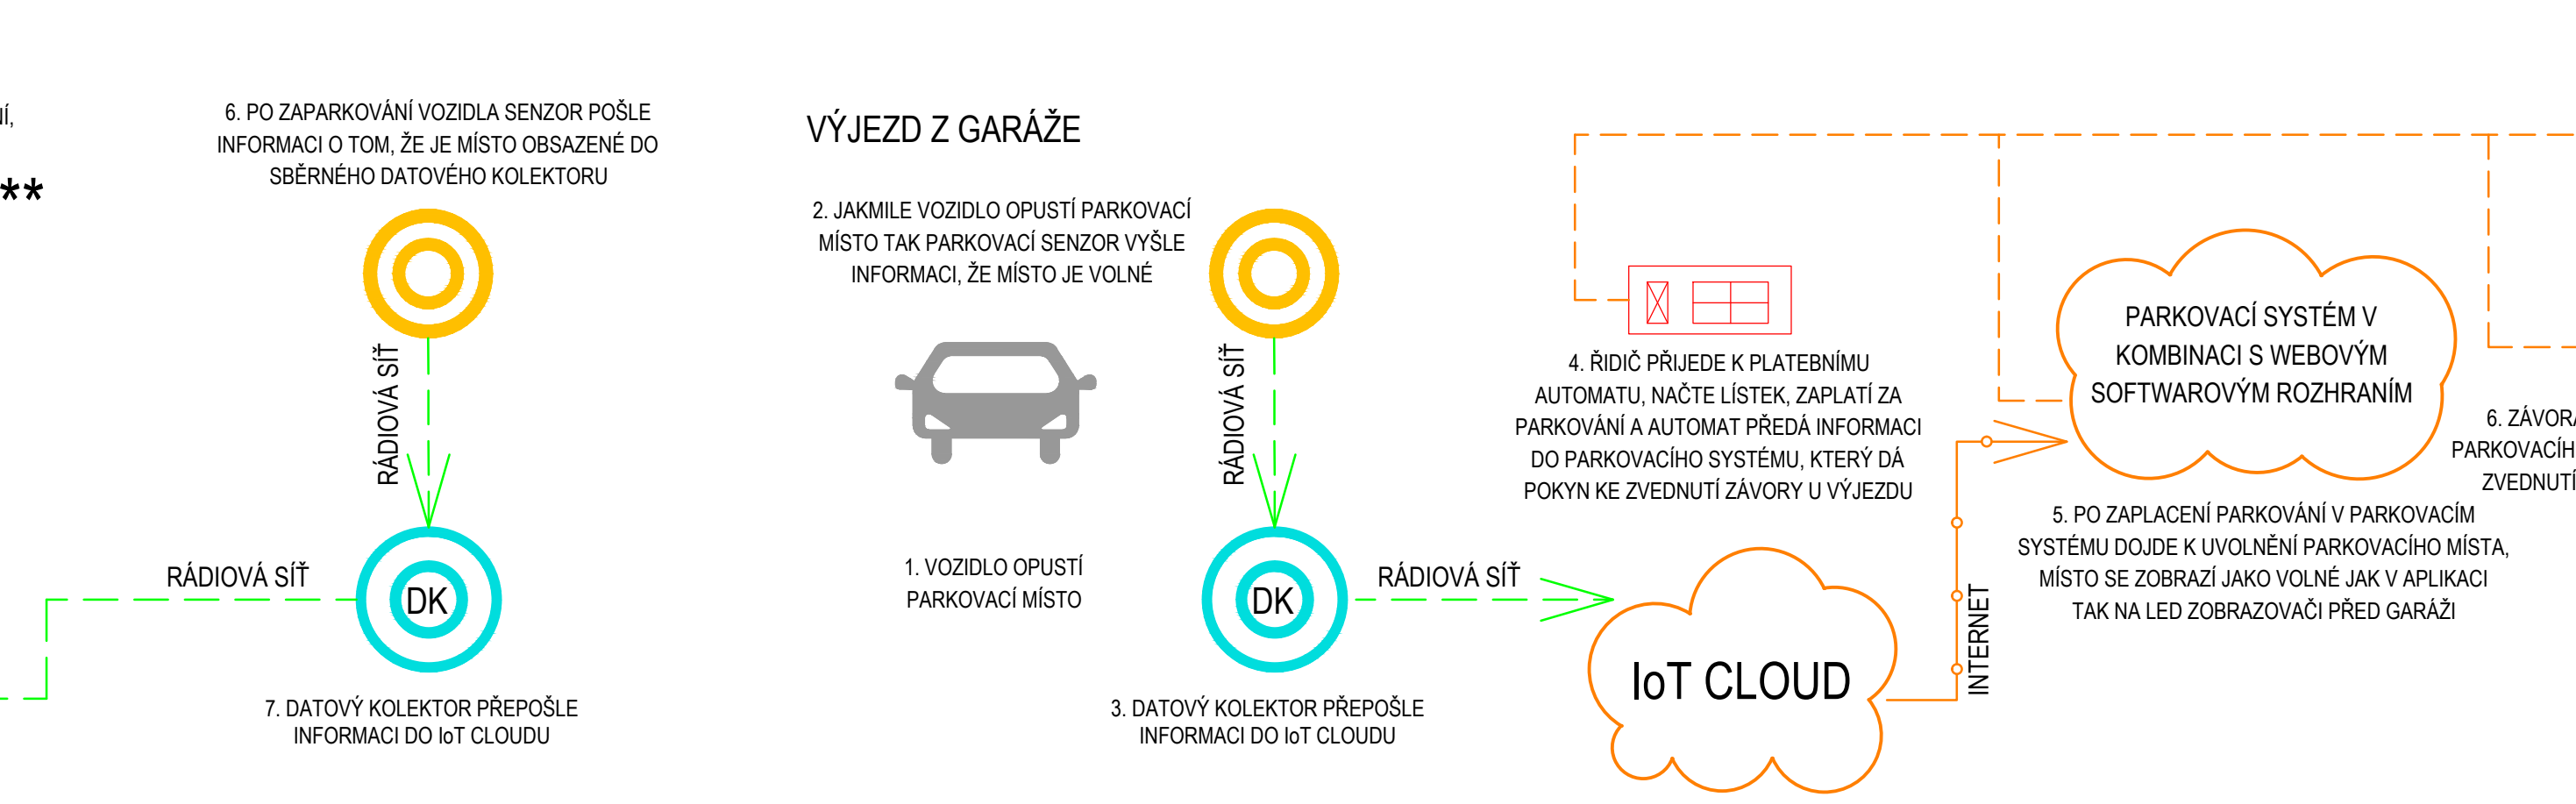 NÍ,
**
6. PO ZAPARKOVÁNÍ VOZIDLA SENZOR POŠLE
INFORMACI O TOM, ŽE JE MÍSTO OBSAZENÉ DO
SBĚRNÉHO DATOVÉHO KOLEKTORU
RÁDIOVÁ SÍŤ
RÁDIOVÁ SÍŤ
DK
7. DATOVÝ KOLEKTOR PŘEPOŠLE
INFORMACI DO IoT CLOUDU
VÝJEZD Z GARÁŽE
2. JAKMILE VOZIDLO OPUSTÍ PARKOVACÍ
MÍSTO TAK PARKOVACÍ SENZOR VYŠLE
INFORMACI, ŽE MÍSTO JE VOLNÉ
RÁDIOVÁ SÍŤ
1. VOZIDLO OPUSTÍ
PARKOVACÍ MÍSTO
DK
RÁDIOVÁ SÍŤ
3. DATOVÝ KOLEKTOR PŘEPOŠLE
INFORMACI DO IoT CLOUDU
4. ŘIDIČ PŘIJEDE K PLATEBNÍMU
AUTOMATU, NAČTE LÍSTEK, ZAPLATÍ ZA
PARKOVÁNÍ A AUTOMAT PŘEDÁ INFORMACI
DO PARKOVACÍHO SYSTÉMU, KTERÝ DÁ
POKYN KE ZVEDNUTÍ ZÁVORY U VÝJEZDU
IoT CLOUD
INTERNET
PARKOVACÍ SYSTÉM V
KOMBINACI S WEBOVÝM
SOFTWAROVÝM ROZHRANÍM
5. PO ZAPLACENÍ PARKOVÁNÍ V PARKOVACÍM
SYSTÉMU DOJDE K UVOLNĚNÍ PARKOVACÍHO MÍSTA,
MÍSTO SE ZOBRAZÍ JAKO VOLNÉ JAK V APLIKACI
TAK NA LED ZOBRAZOVAČI PŘED GARÁŽI
6. ZÁVORA
PARKOVACÍH
ZVEDNUTÍ